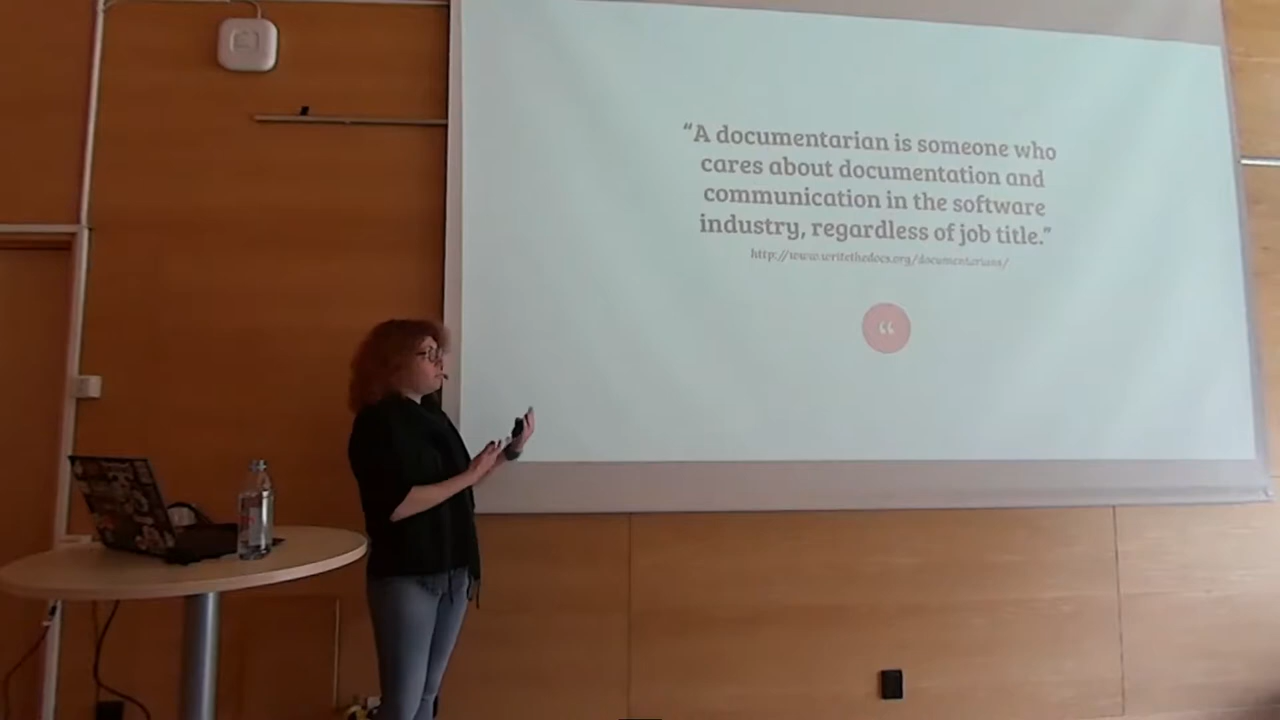 “A documentarian is someone who
cares about documentation and
communication in the software
industry, regardless of job title.”
http://www.writethedocs.org/documentarians/
“